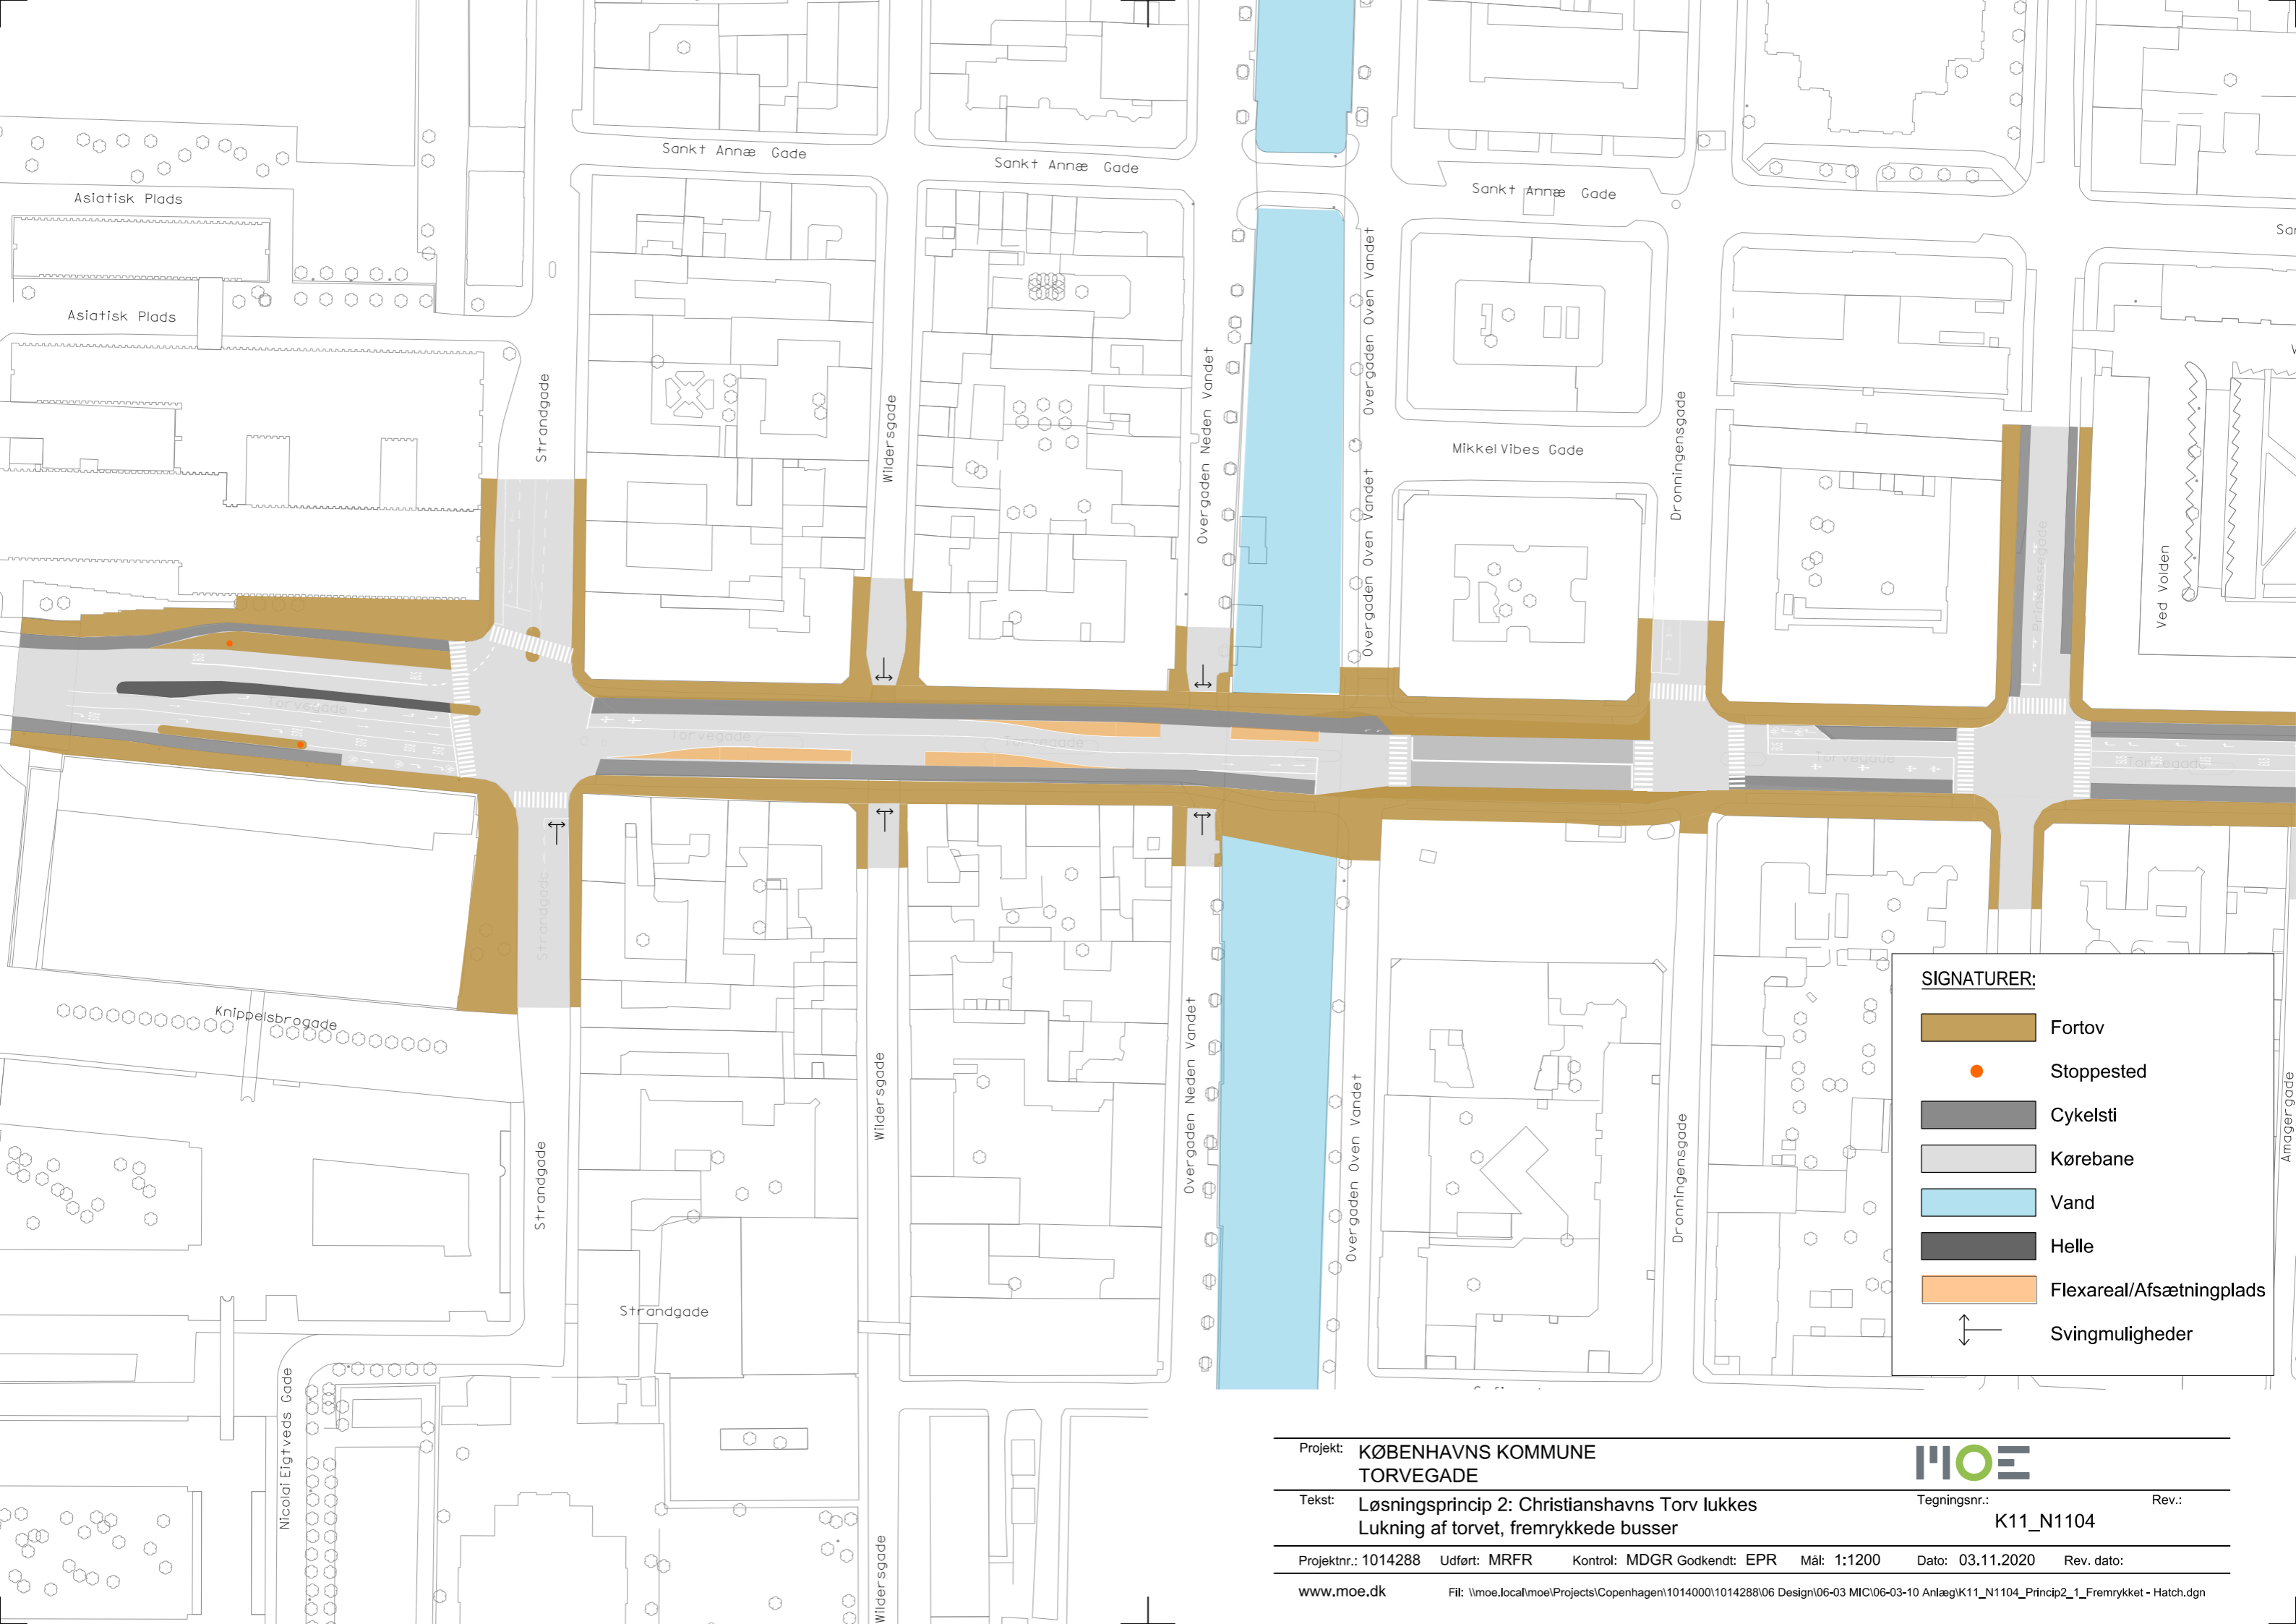 Sankt Annæ Gade
Sankt Annæ Gade
Sankt Annæ Gade
Asiatisk Plads
Asiatisk Plads
Strandgade
Wildersgade
Overgaden Neden Vandet
Overgaden Oven Vandet
Overgaden Oven Vandet
Overgaden Oven Vandet
Mikkel Vibes Gade
Dronningensgade
Prinsessegade
Ved Volden
Torvegade
Torvegade
Torvegade
Torvegade
Torvegade
Strandgade
Knippelsbrogade
Strandgade
Wildersgade
Overgaden Neden Vandet
Overgaden Oven Vandet
Dronningensgade
Amagergade
Strandgade
Nicolai Eigtveds Gade
Wildersgade
SIGNATURER:
Fortov
Stoppested
Cykelsti
Kørebane
Vand
Helle
Flexareal/Afsætningplads
Svingmuligheder
Projekt: KØBENHAVNS KOMMUNE
TORVEGADE
MOE
Tekst: Løsningsprincip 2: Christianshavns Torv lukkes
Lukning af torvet, fremrykkede busser
Tegningsnr.: Rev.:
K11_N1104
Projektnr.: 1014288 Udført: MRFR Kontrol: MDGR Godkendt: EPR Mål: 1:1200 Dato: 03.11.2020 Rev. dato:
www.moe.dk Fil: \\moe.local\moe\Projects\Copenhagen\1014000\1014288\06 Design\06-03 MIC\06-03-10 Anlæg\K11_N1104_Princip2_1_Fremrykket - Hatch.dgn